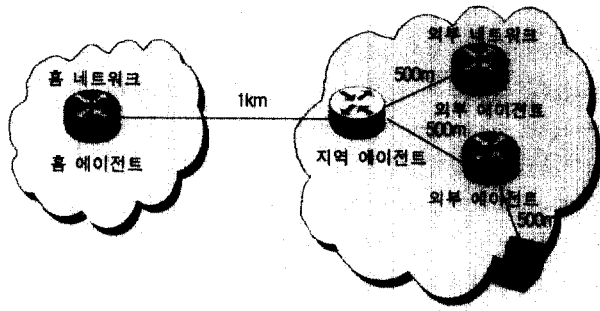 홈 네트워크
홈 에이전트
1km
외부 네트워크
500m
외부 에이전트
500m
지역 에이전트
외부 에이전트
500m